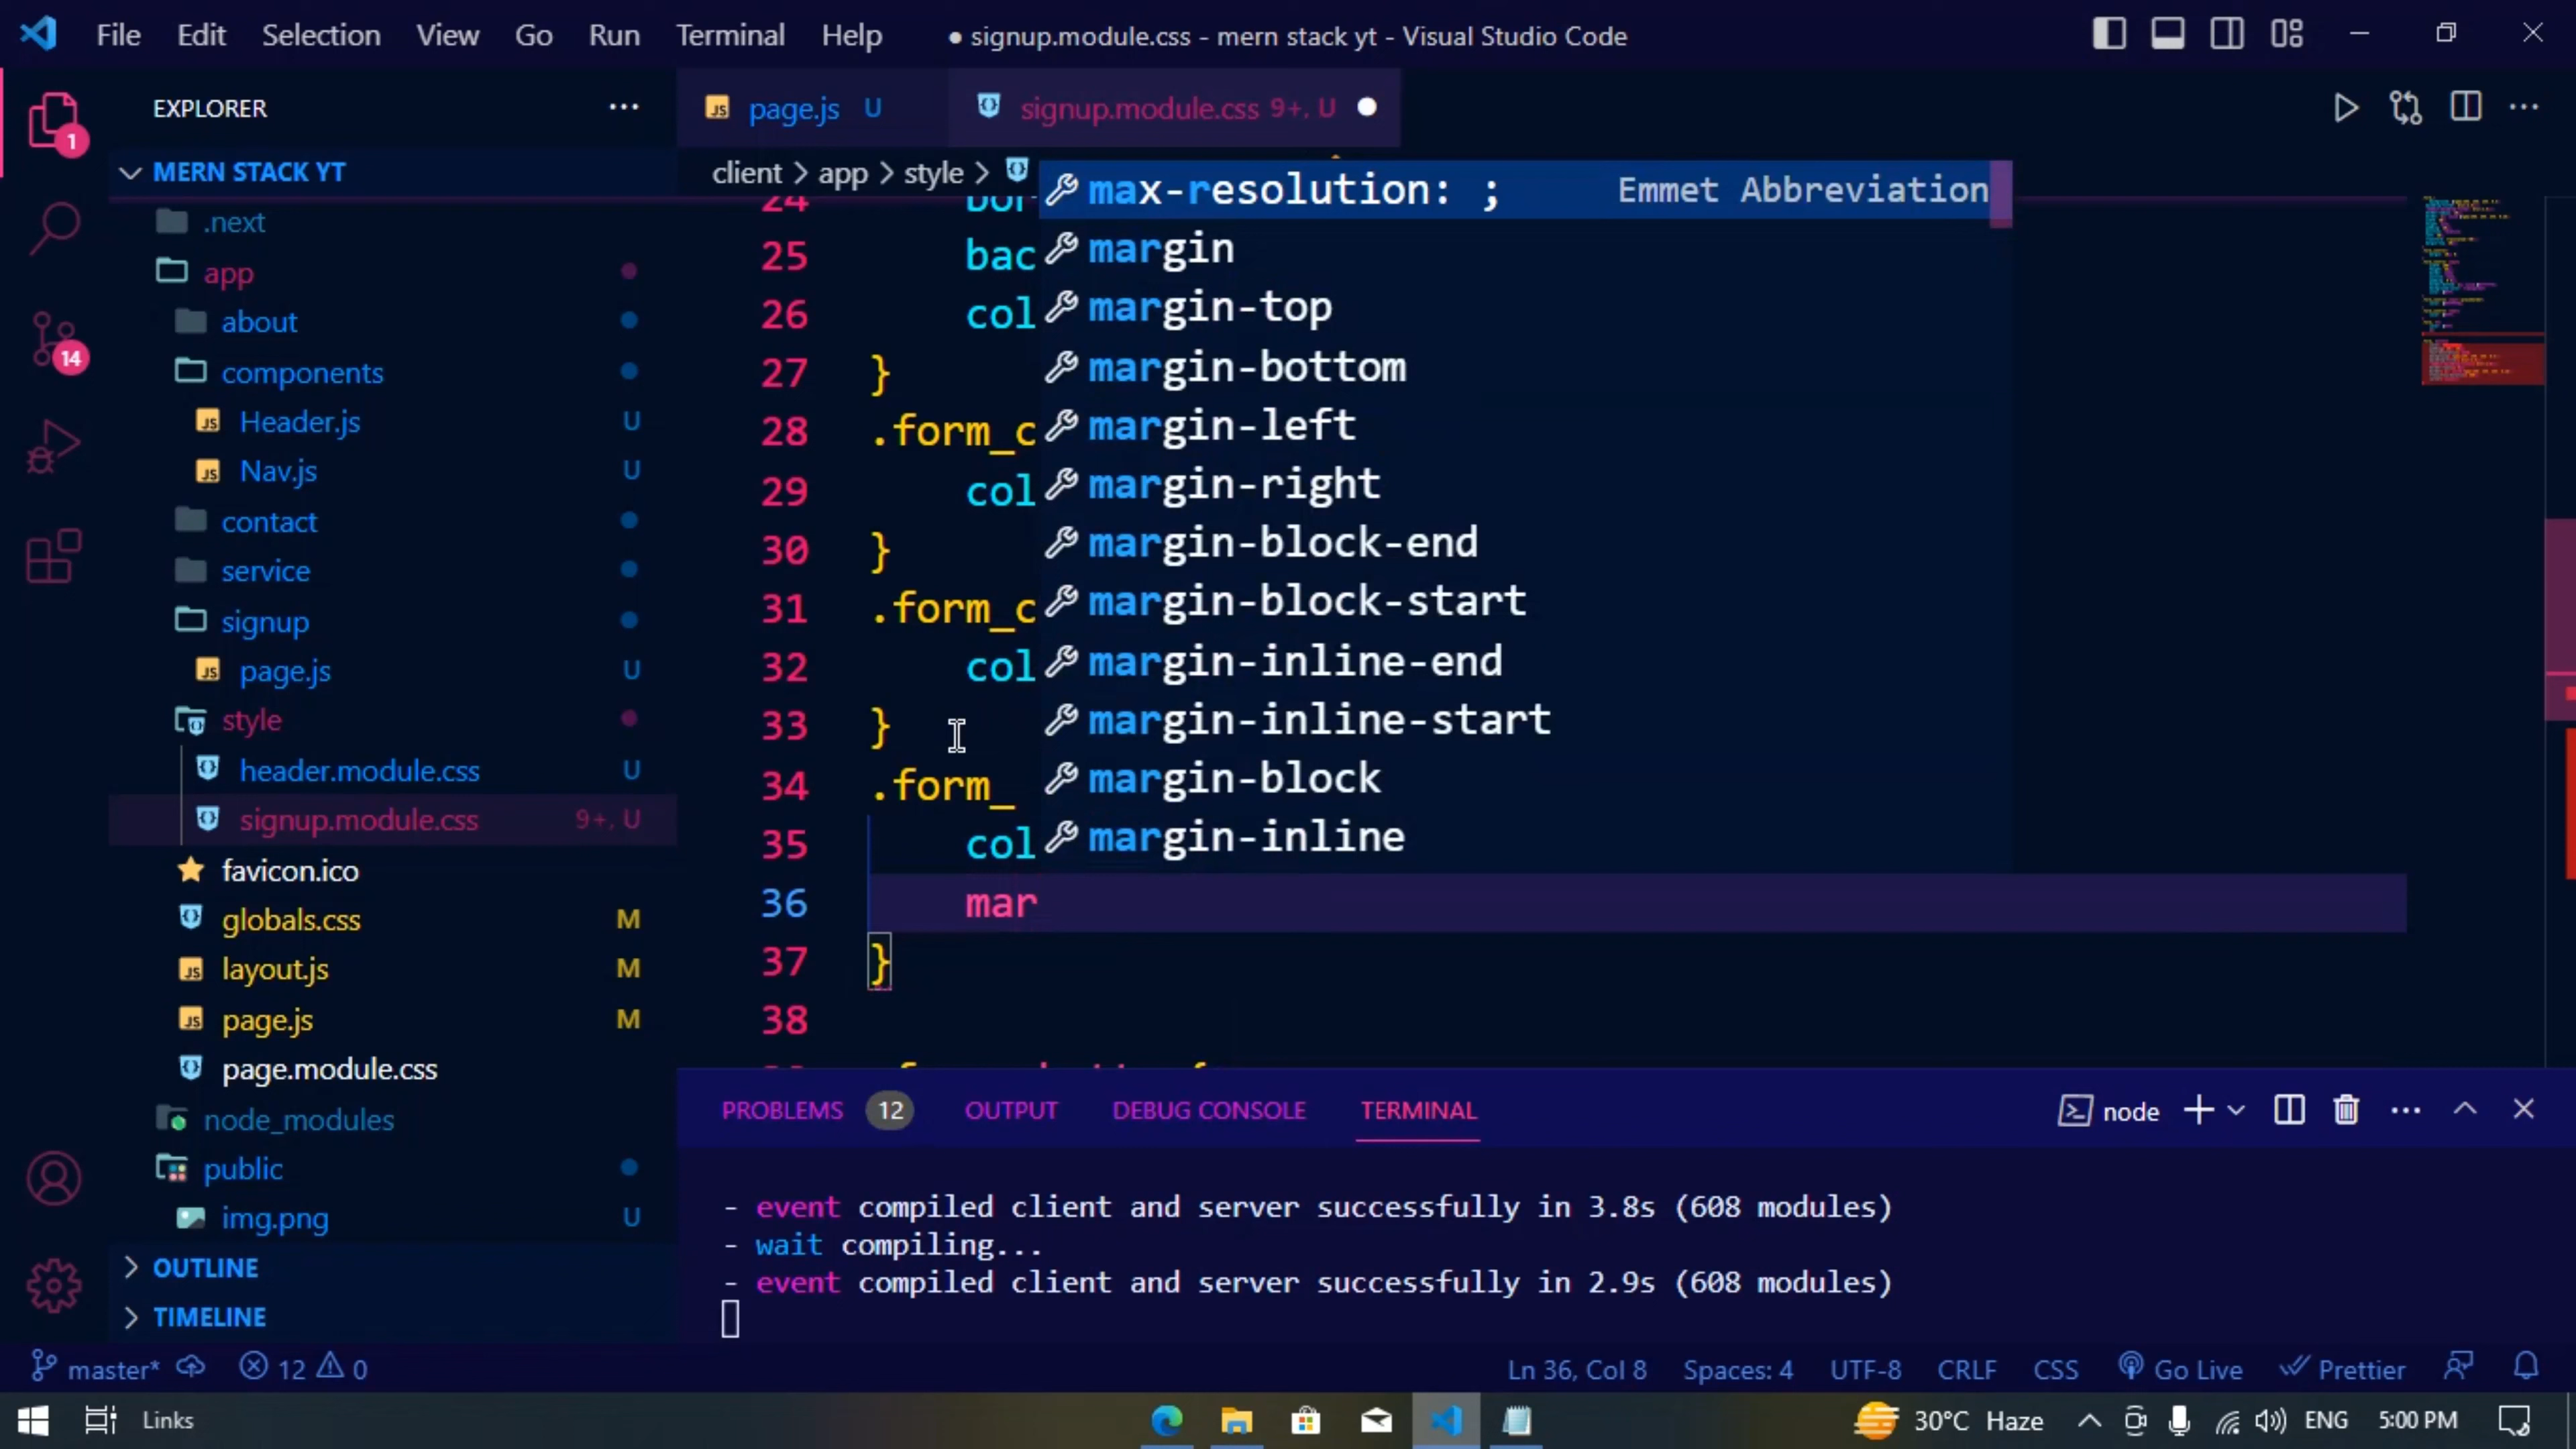 File Edit Selection View Go Run Terminal Help
● signup.module.css - mern stack yt - Visual Studio Code
1
14
EXPLORER
MERN STACK YT
.next
app
about
components
Header.js U
Nav.js U
contact
service
signup
page.js U
style
header.module.css U
signup.module.css 9+, U
favicon.ico
globals.css M
layout.js M
page.js M
page.module.css
node_modules
public
img.png U
OUTLINE
TIMELINE
page.js U
signup.module.css 9+, U
client > app > style >
24 bor
25 bac
26 col
27 }
28 .form_c
29 col
30 }
31 .form_c
32 col
33 }
34 .form_
35 col
36 mar
37 }
38
max-resolution: ; Emmet Abbreviation
margin
margin-top
margin-bottom
margin-left
margin-right
margin-block-end
margin-block-start
margin-inline-end
margin-inline-start
margin-block
margin-inline
PROBLEMS 12 OUTPUT DEBUG CONSOLE TERMINAL
node
- event compiled client and server successfully in 3.8s (608 modules)
- wait compiling...
- event compiled client and server successfully in 2.9s (608 modules)
master* 12 0
Ln 36, Col 8 Spaces: 4 UTF-8 CRLF CSS Go Live Prettier
Links
30°C Haze ENG 5:00 PM